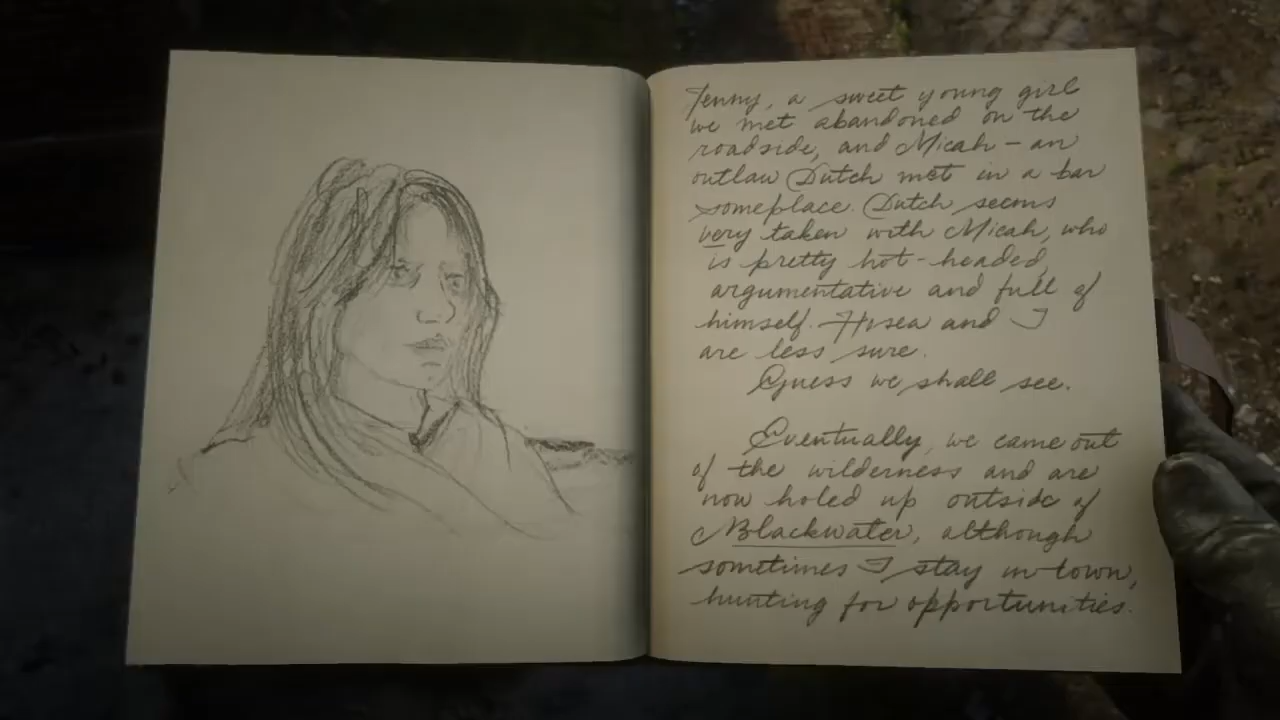 Jenny, a sweet young girl
we met abandoned on the
roadside, and Micah – an
outlaw Dutch met in a bar
someplace. Dutch seems
very taken with Micah, who
is pretty hot-headed,
argumentative and full of
himself. Hosea and I
are less sure.
Guess we shall see.
Eventually, we came out
of the wilderness and are
now holed up outside of
Blackwater, although
sometimes I stay in town,
hunting for opportunities.